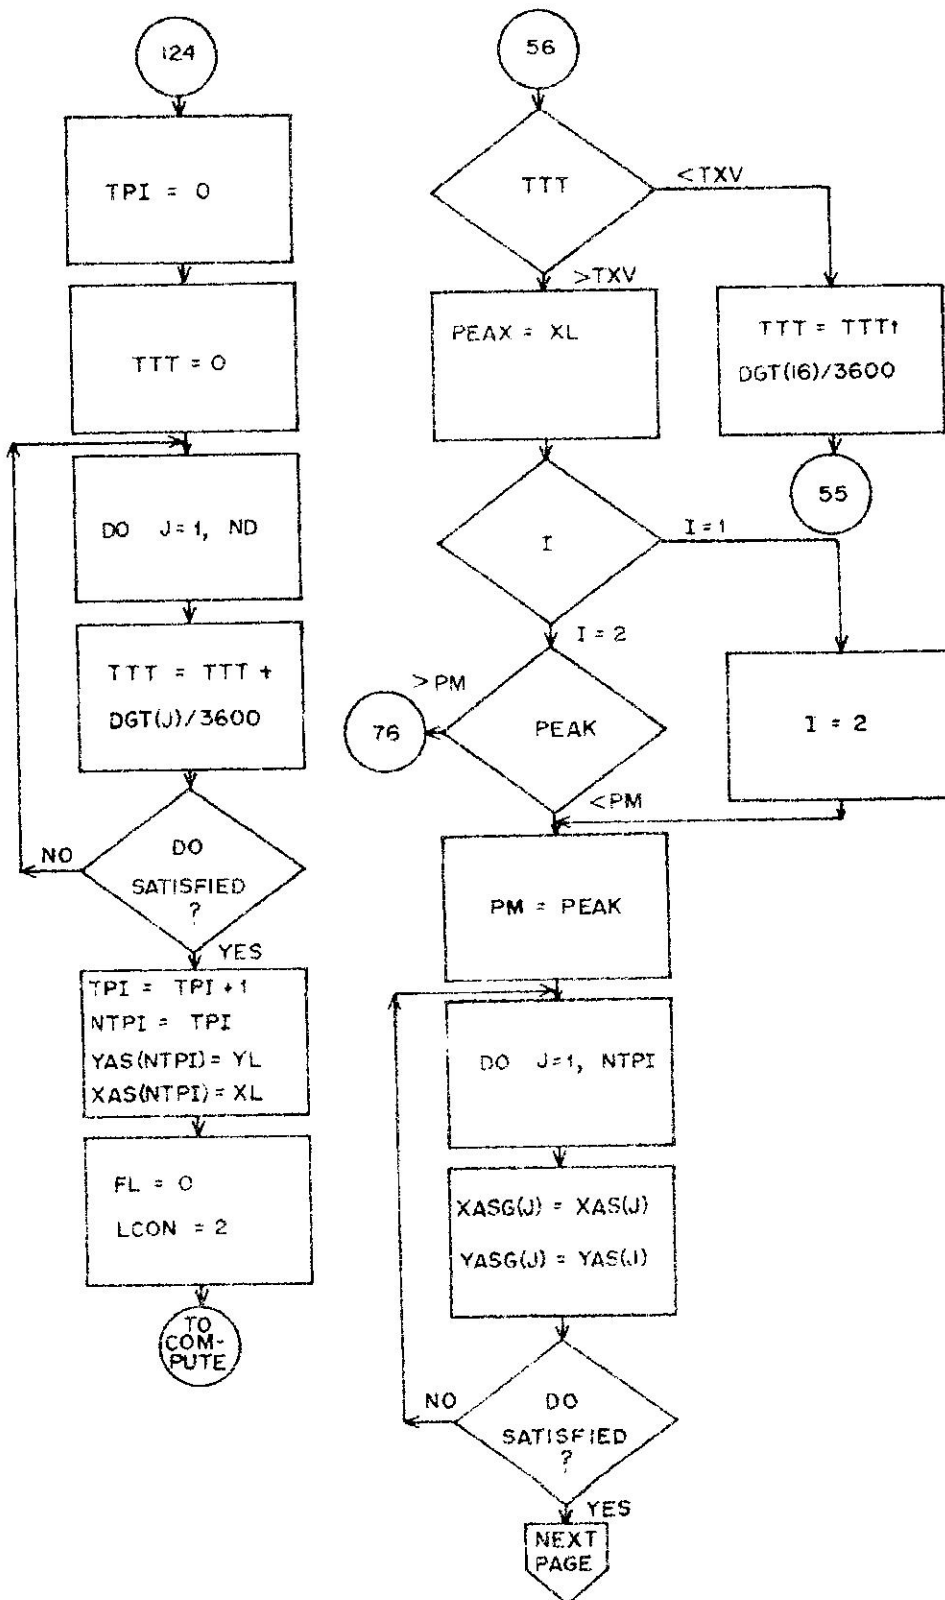 124
TPI = 0
TTT = 0
DO J = 1, ND
TTT = TTT +
DGT(J)/3600
DO
SATISFIED
?
NO
YES
TPI = TPI + 1
NTPI = TPI
YAS(NTPI) = YL
XAS(NTPI) = XL
FL = 0
LCON = 2
TO
COM-
PUTE
56
TTT
<TXV
>TXV
PEAX = XL
TTT = TTT+
DGT(16)/3600
55
I
I = 1
I = 2
I = 2
>PM
76
PEAK
<PM
PM = PEAK
DO J=1, NTPI
XASG(J) = XAS(J)
YASG(J) = YAS(J)
DO
SATISFIED
?
NO
YES
NEXT
PAGE